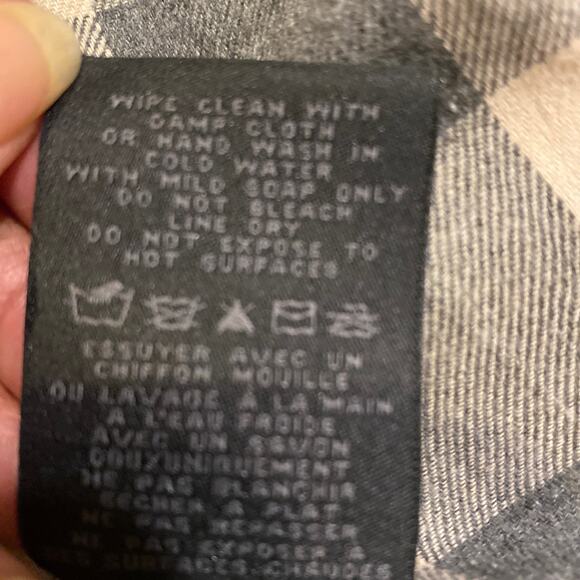 WIPE CLEAN WITH
DAMP CLOTH
OR HAND WASH IN
COLD WATER
WITH MILD SOAP ONLY
DO NOT BLEACH
LINE DRY
DO NOT EXPOSE TO
HOT SURFACES
ESSUYER AVEC UN
CHIFFON MOUILLE
OU LAVAGE A LA MAIN
A L'EAU FROIDE
AVEC UN SAVON
DOUXUNIQUEMENT
NE PAS BLANCHIR
SECHER A PLAT
NE PAS REPASSER
NE PAS EXPOSER A
DES SURFACES CHAUDES